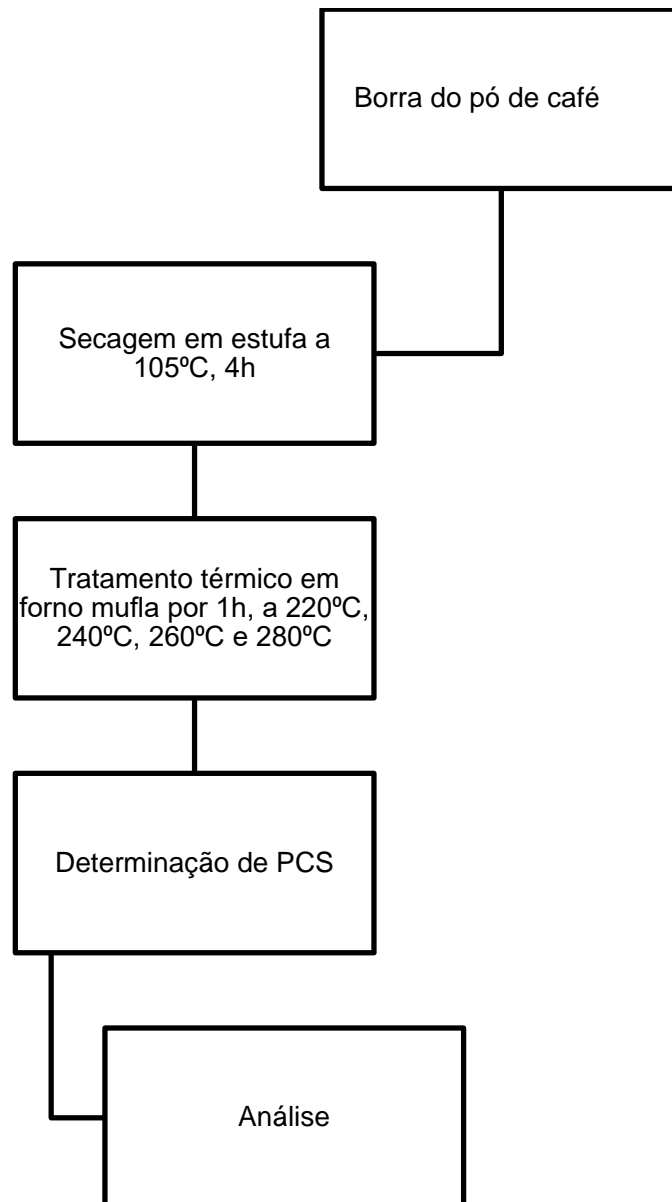 Borra do pó de café
Secagem em estufa a
105ºC, 4h
Tratamento térmico em
forno mufla por 1h, a 220ºC,
240ºC, 260ºC e 280ºC
Determinação de PCS
Análise